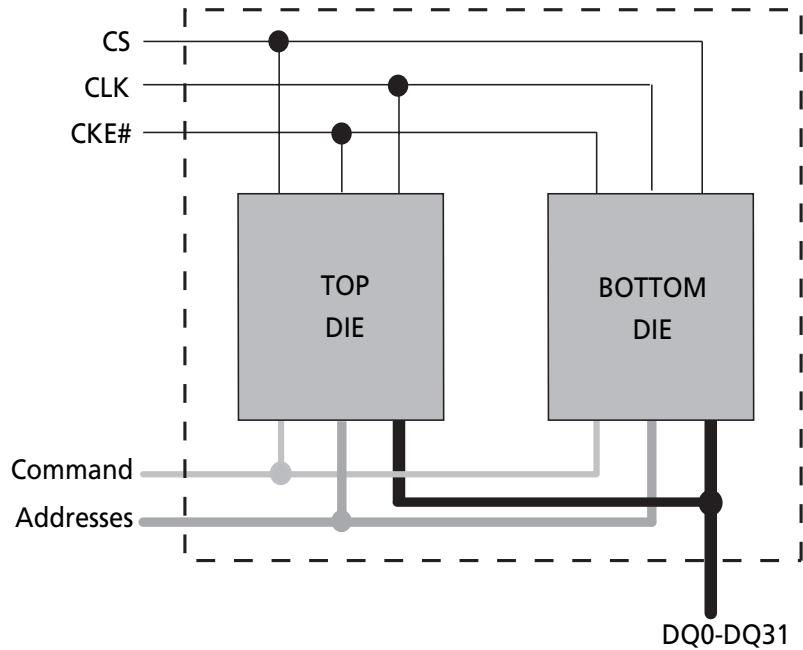 CS
CLK
CKE#
TOP
DIE
BOTTOM
DIE
Command
Addresses
DQ0-DQ31